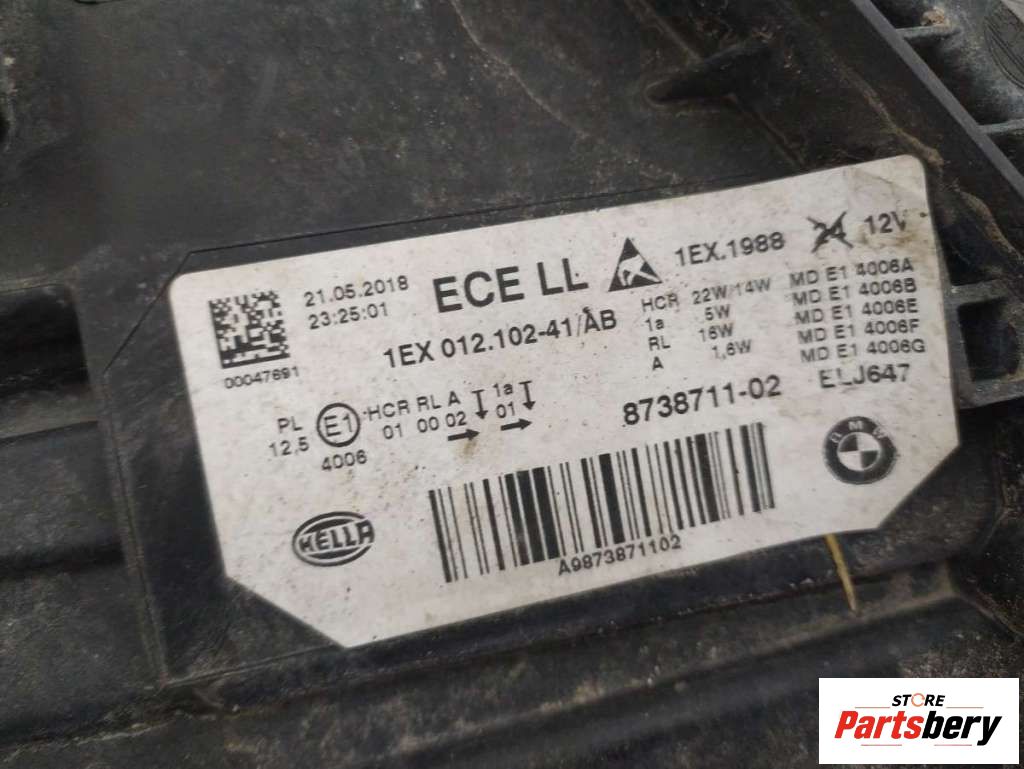 21.05.2018
23:25:01
00047691
ECE LL
1EX.1988
24 12V
1EX 012.102-41/AB
HCR 22W/14W MD E1 4006A
1a 5W MD E1 4006B
RL 16W MD E1 4006E
A 1,6W MD E1 4006F
MD E1 4006G
PL
12,5
E1
4006
HCR RL A 1a
01 00 02 01
8738711-02
ELJ647
HELLA
A9873871102
BMW
STORE
Partsbery